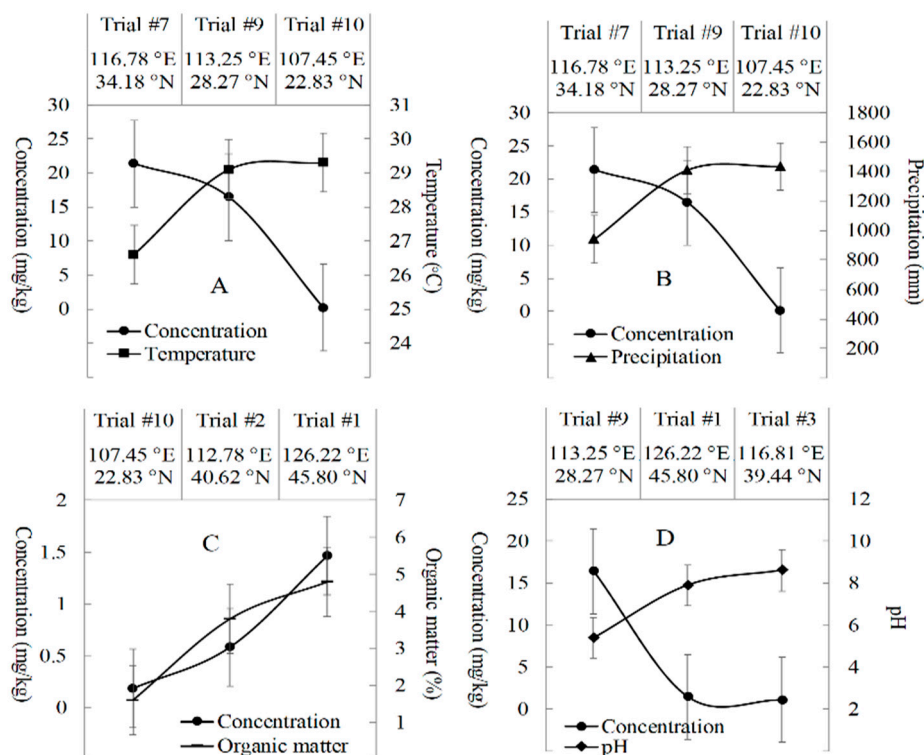 Trial #7 Trial #9 Trial #10
116.78 °E 113.25 °E 107.45 °E
34.18 °N 28.27 °N 22.83 °N
30
25
20
15
10
5
0
Concentration (mg/kg)
31
30
29
28
27
26
25
24
Temperature (°C)
A
Concentration
Temperature
Trial #7 Trial #9 Trial #10
116.78 °E 113.25 °E 107.45 °E
34.18 °N 28.27 °N 22.83 °N
30
25
20
15
10
5
0
Concentration (mg/kg)
1800
1600
1400
1200
1000
800
600
400
200
Precipitation (mm)
B
Concentration
Precipitation
Trial #10 Trial #2 Trial #1
107.45 °E 112.78 °E 126.22 °E
22.83 °N 40.62 °N 45.80 °N
2
1.5
1
0.5
0
Concentration (mg/kg)
7
6
5
4
3
2
1
Organic matter (%)
C
Concentration
Organic matter
Trial #9 Trial #1 Trial #3
113.25 °E 126.22 °E 116.81 °E
28.27 °N 45.80 °N 39.44 °N
25
20
15
10
5
0
Concentration (mg/kg)
12
10
8
6
4
2
pH
D
Concentration
pH